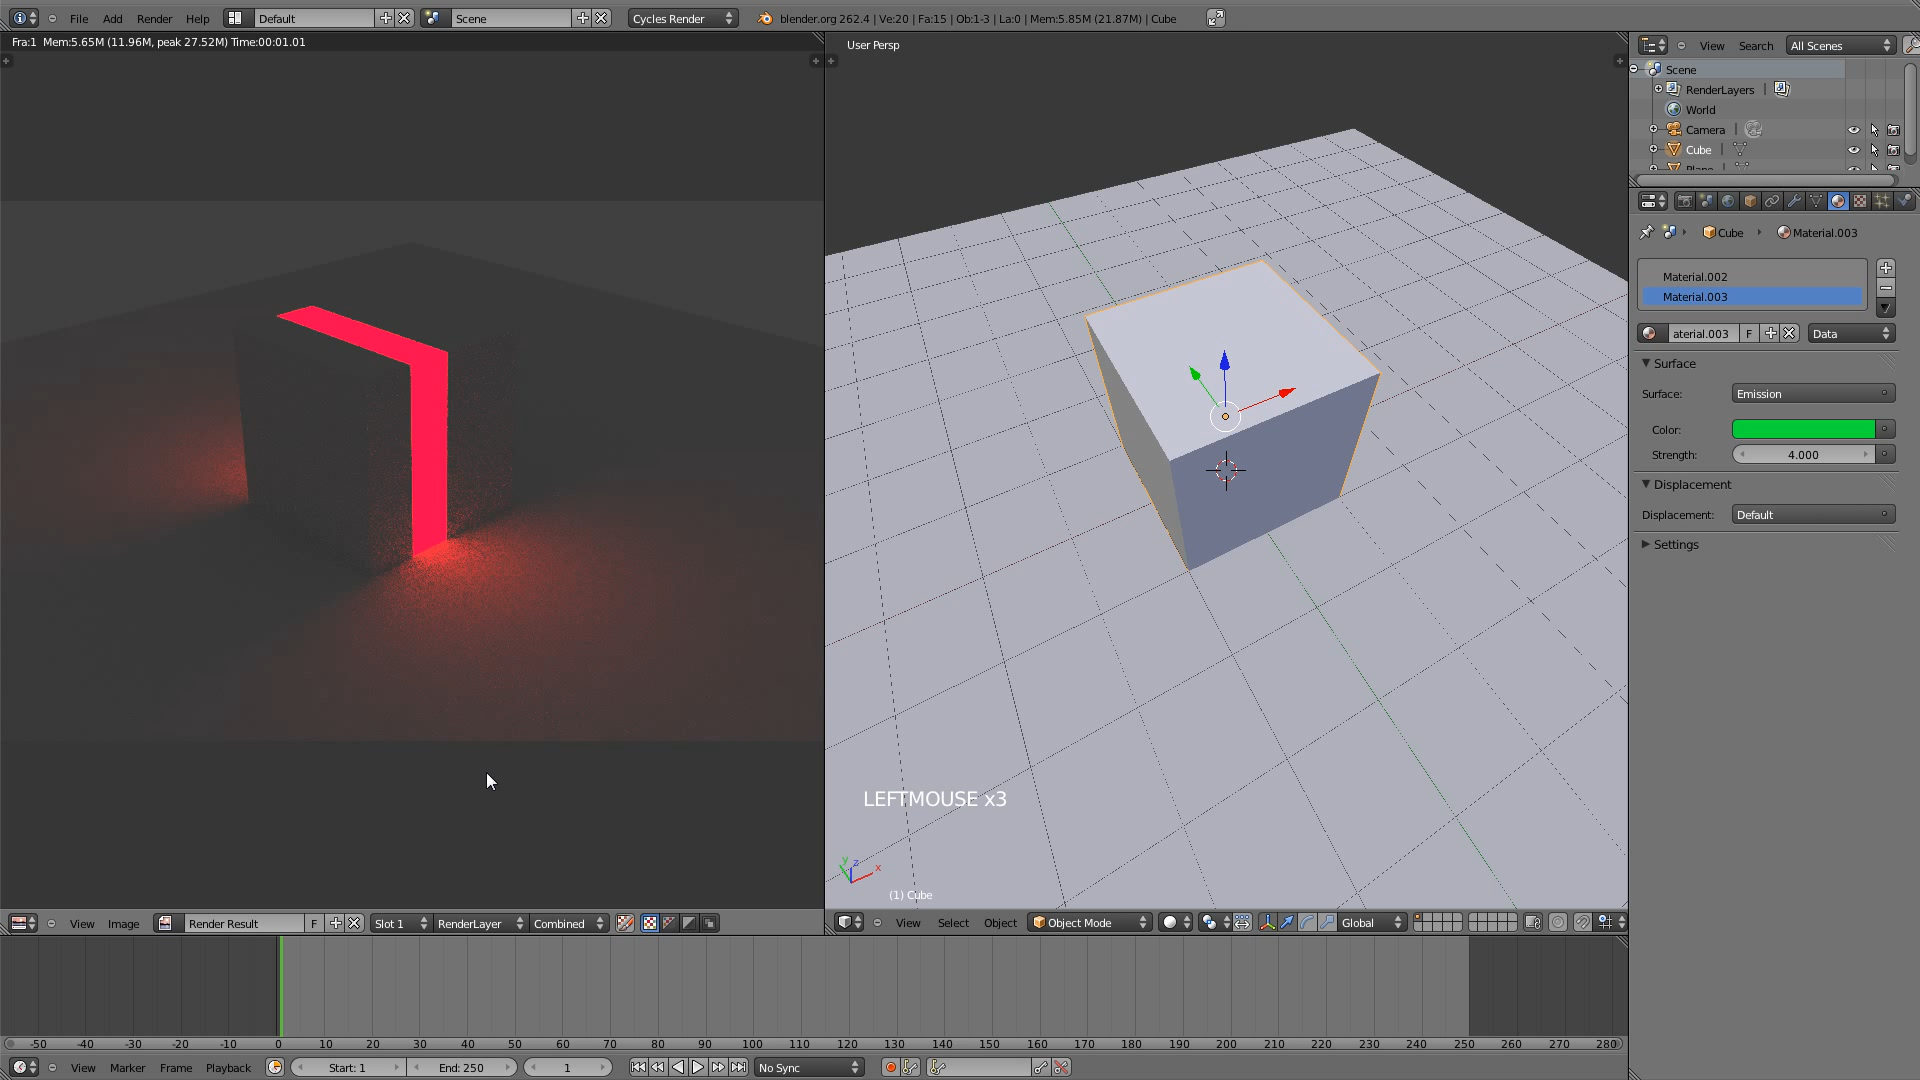 File Add Render Help Default Scene Cycles Render blender.org 262.4 | Ve:20 | Fa:15 | Ob:1-3 | La:0 | Mem:5.85M (21.87M) | Cube
Fra:1 Mem:5.65M (11.96M, peak 27.52M) Time:00:01.01
User Persp
View Search All Scenes
Scene
RenderLayers
World
Camera
Cube
Plane
Cube Material.003
Material.002
Material.003
aterial.003 F Data
Surface
Surface: Emission
Color:
Strength: 4.000
Displacement
Displacement: Default
Settings
LEFTMOUSE x3
y z x
(1) Cube
View Image Render Result F Slot 1 RenderLayer Combined
View Select Object Object Mode Global
-50 -40 -30 -20 -10 0 10 20 30 40 50 60 70 80 90 100 110 120 130 140 150 160 170 180 190 200 210 220 230 240 250 260 270 280
View Marker Frame Playback Start: 1 End: 250 1 No Sync